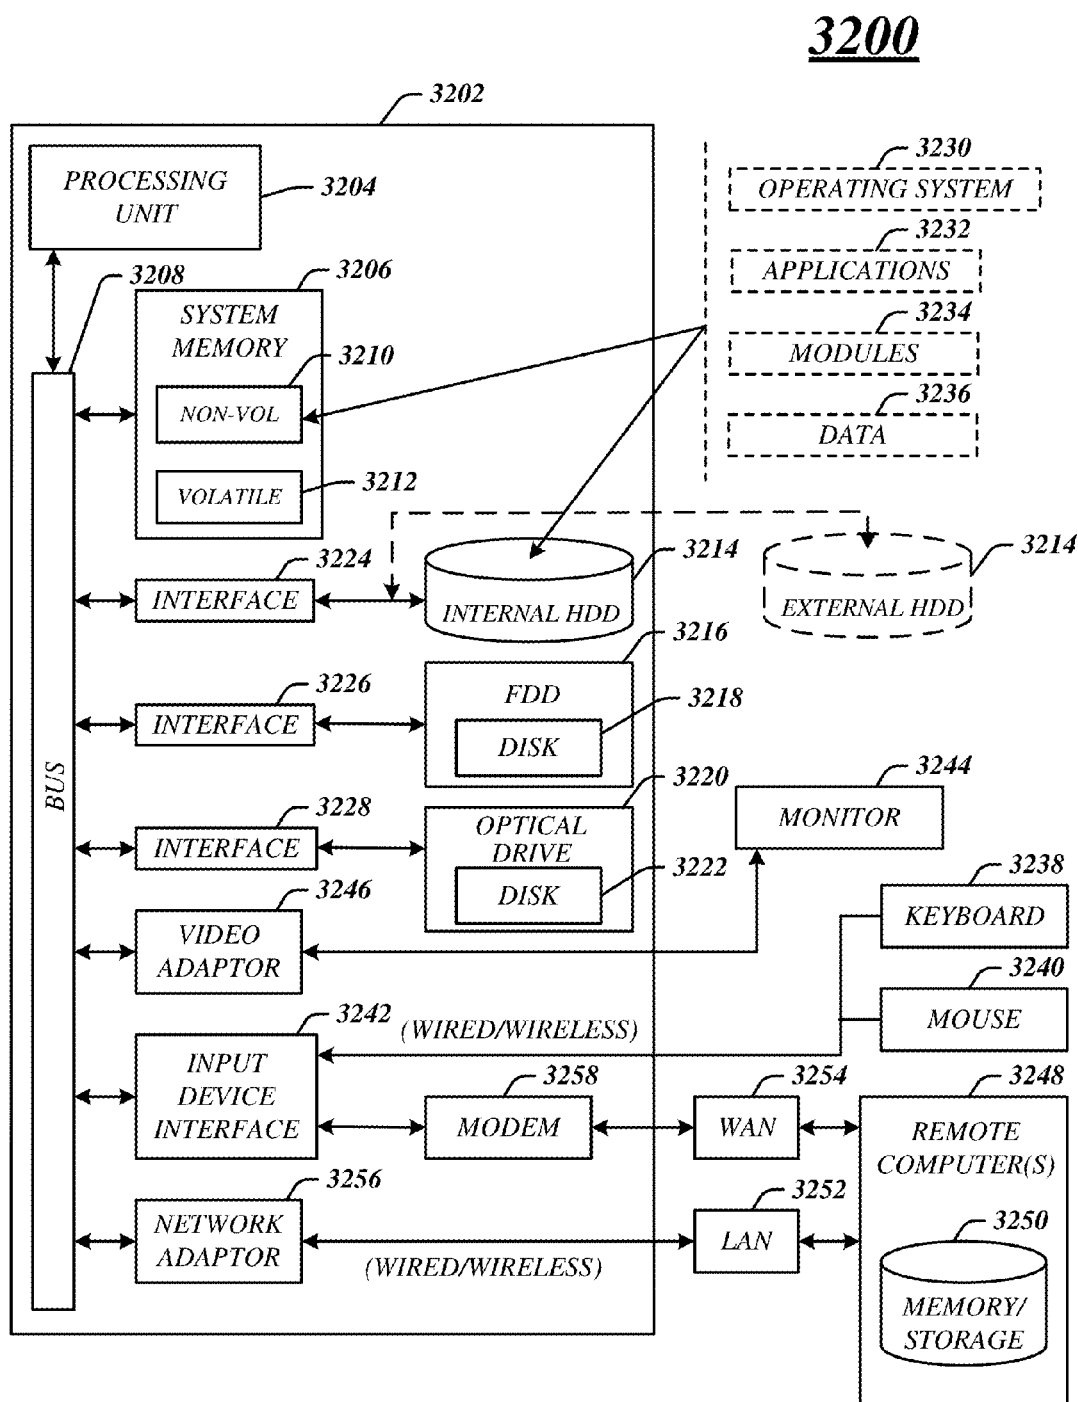 3200
3202
PROCESSING
UNIT
3204
3208
3206
SYSTEM
MEMORY
3210
NON-VOL
3212
VOLATILE
3230
OPERATING SYSTEM
3232
APPLICATIONS
3234
MODULES
3236
DATA
3224
INTERFACE
3214
INTERNAL HDD
3214
EXTERNAL HDD
3216
FDD
3226
INTERFACE
3218
DISK
BUS
3220
OPTICAL
DRIVE
3228
INTERFACE
3222
DISK
3244
MONITOR
3246
VIDEO
ADAPTOR
3238
KEYBOARD
3240
MOUSE
3242
(WIRED/WIRELESS)
INPUT
DEVICE
INTERFACE
3258
MODEM
3254
WAN
3248
REMOTE
COMPUTER(S)
3256
NETWORK
ADAPTOR
(WIRED/WIRELESS)
3252
LAN
3250
MEMORY/
STORAGE